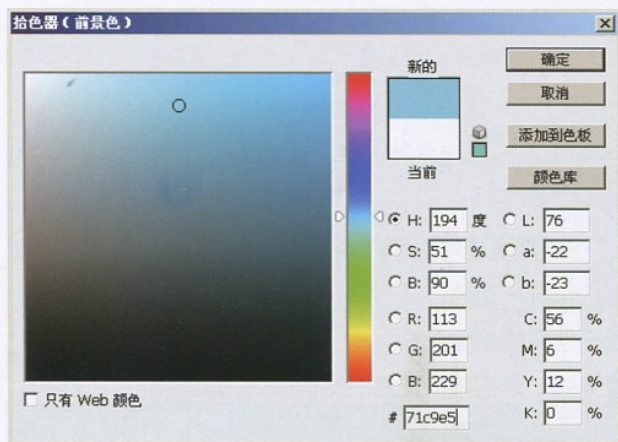 拾色器（前景色）
新的
当前
确定
取消
添加到色板
颜色库
H: 194 度
S: 51 %
B: 90 %
R: 113
G: 201
B: 229
# 71c9e5
L: 76
a: -22
b: -23
C: 56 %
M: 6 %
Y: 12 %
K: 0 %
只有 Web 颜色